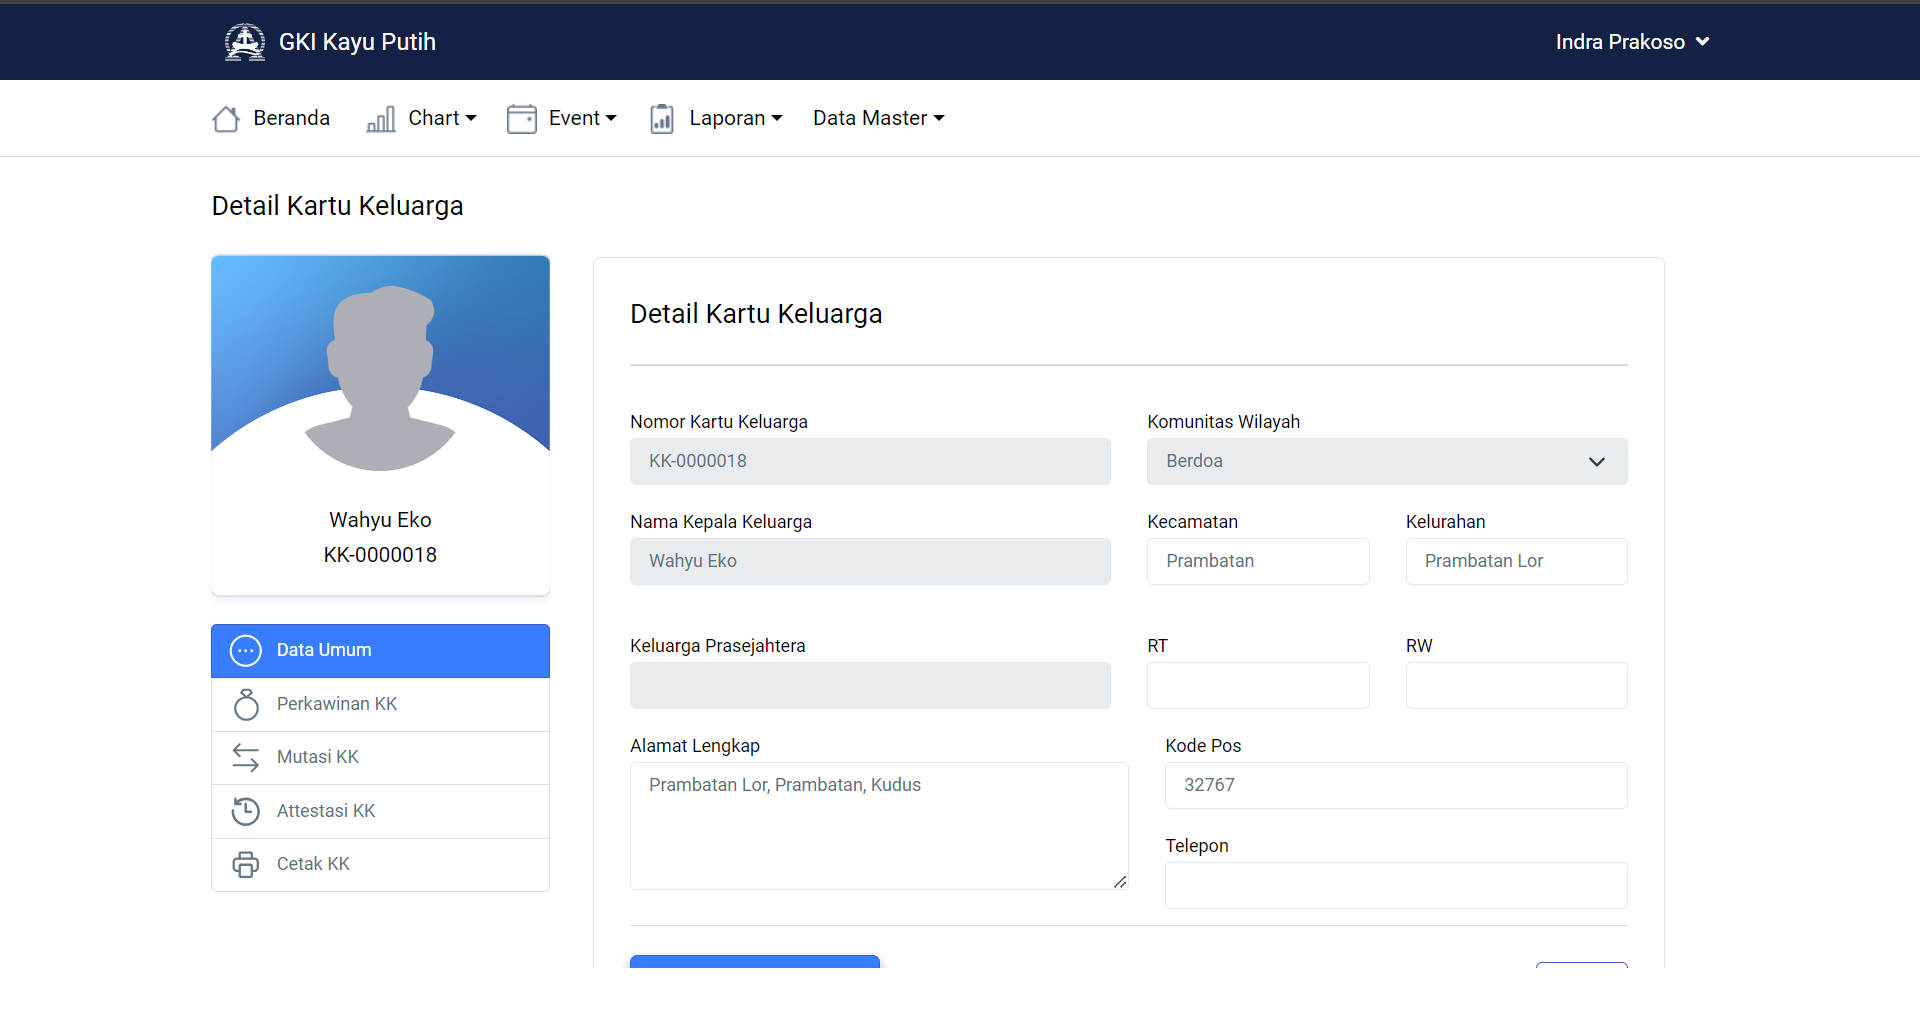 GKI Kayu Putih
Indra Prakoso
Beranda
Chart
Event
Laporan
Data Master
Detail Kartu Keluarga
Wahyu Eko
KK-0000018
Data Umum
Perkawinan KK
Mutasi KK
Attestasi KK
Cetak KK
Detail Kartu Keluarga
Nomor Kartu Keluarga
KK-0000018
Komunitas Wilayah
Berdoa
Nama Kepala Keluarga
Wahyu Eko
Kecamatan
Prambatan
Kelurahan
Prambatan Lor
Keluarga Prasejahtera
RT
RW
Alamat Lengkap
Prambatan Lor, Prambatan, Kudus
Kode Pos
32767
Telepon